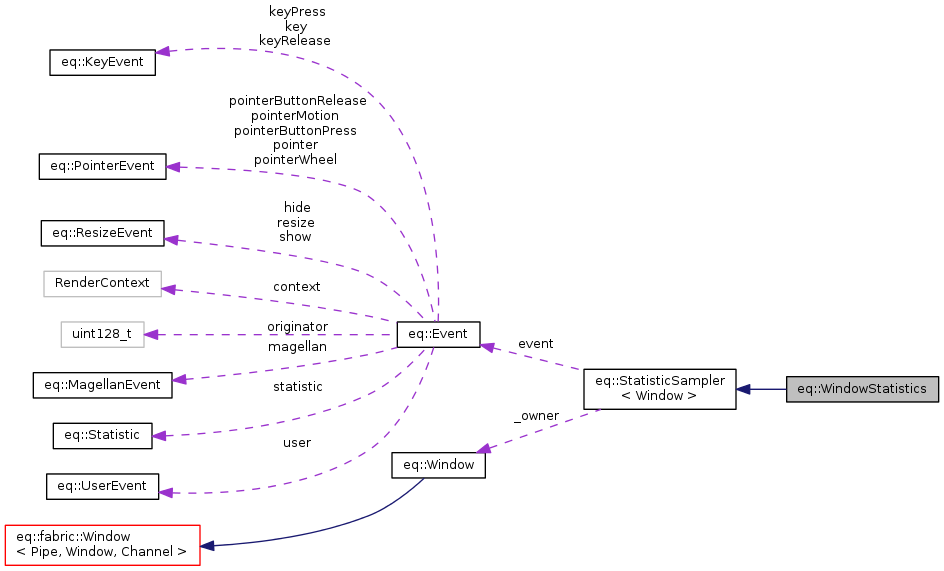 keyPress
key
keyRelease
eq::KeyEvent
pointerButtonRelease
pointerMotion
pointerButtonPress
pointer
pointerWheel
eq::PointerEvent
hide
resize
show
eq::ResizeEvent
context
RenderContext
originator
uint128_t
eq::Event
magellan
event
eq::MagellanEvent
statistic
eq::StatisticSampler
< Window >
eq::WindowStatistics
_owner
eq::Statistic
user
eq::Window
eq::UserEvent
eq::fabric::Window
< Pipe, Window, Channel >